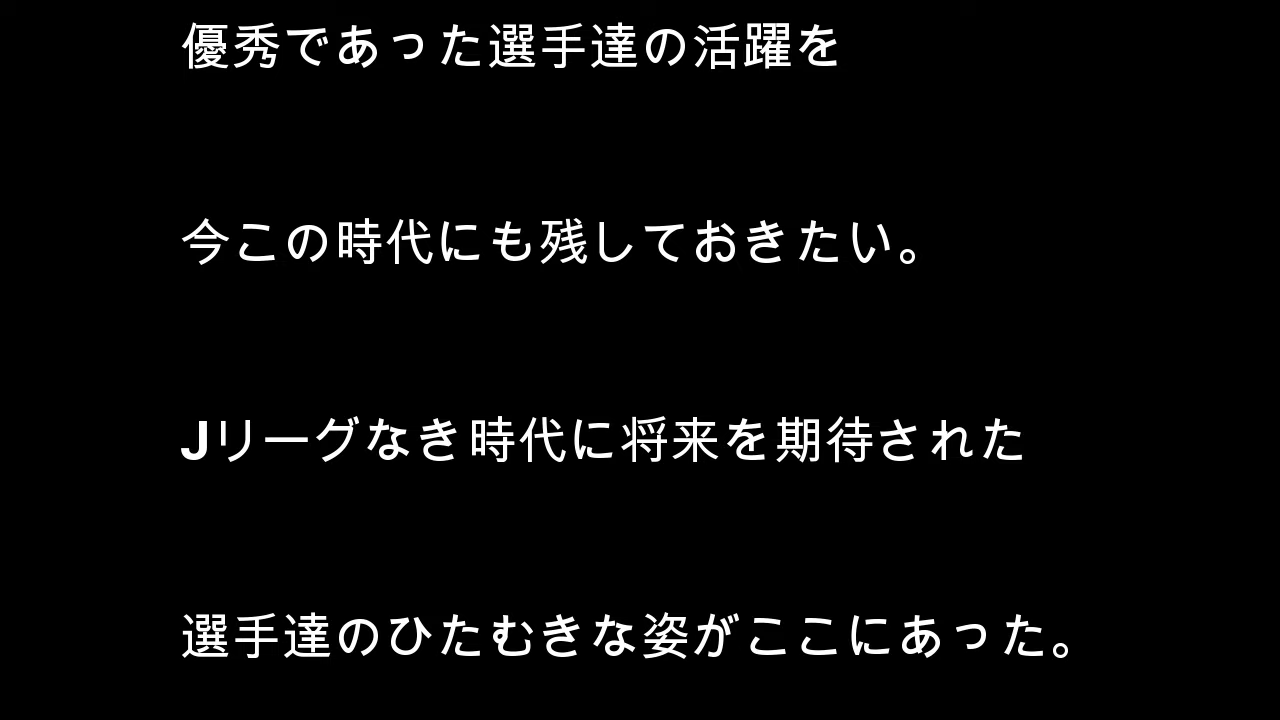 優秀であった選手達の活躍を
今この時代にも残しておきたい。
Jリーグなき時代に将来を期待された
選手達のひたむきな姿がここにあった。